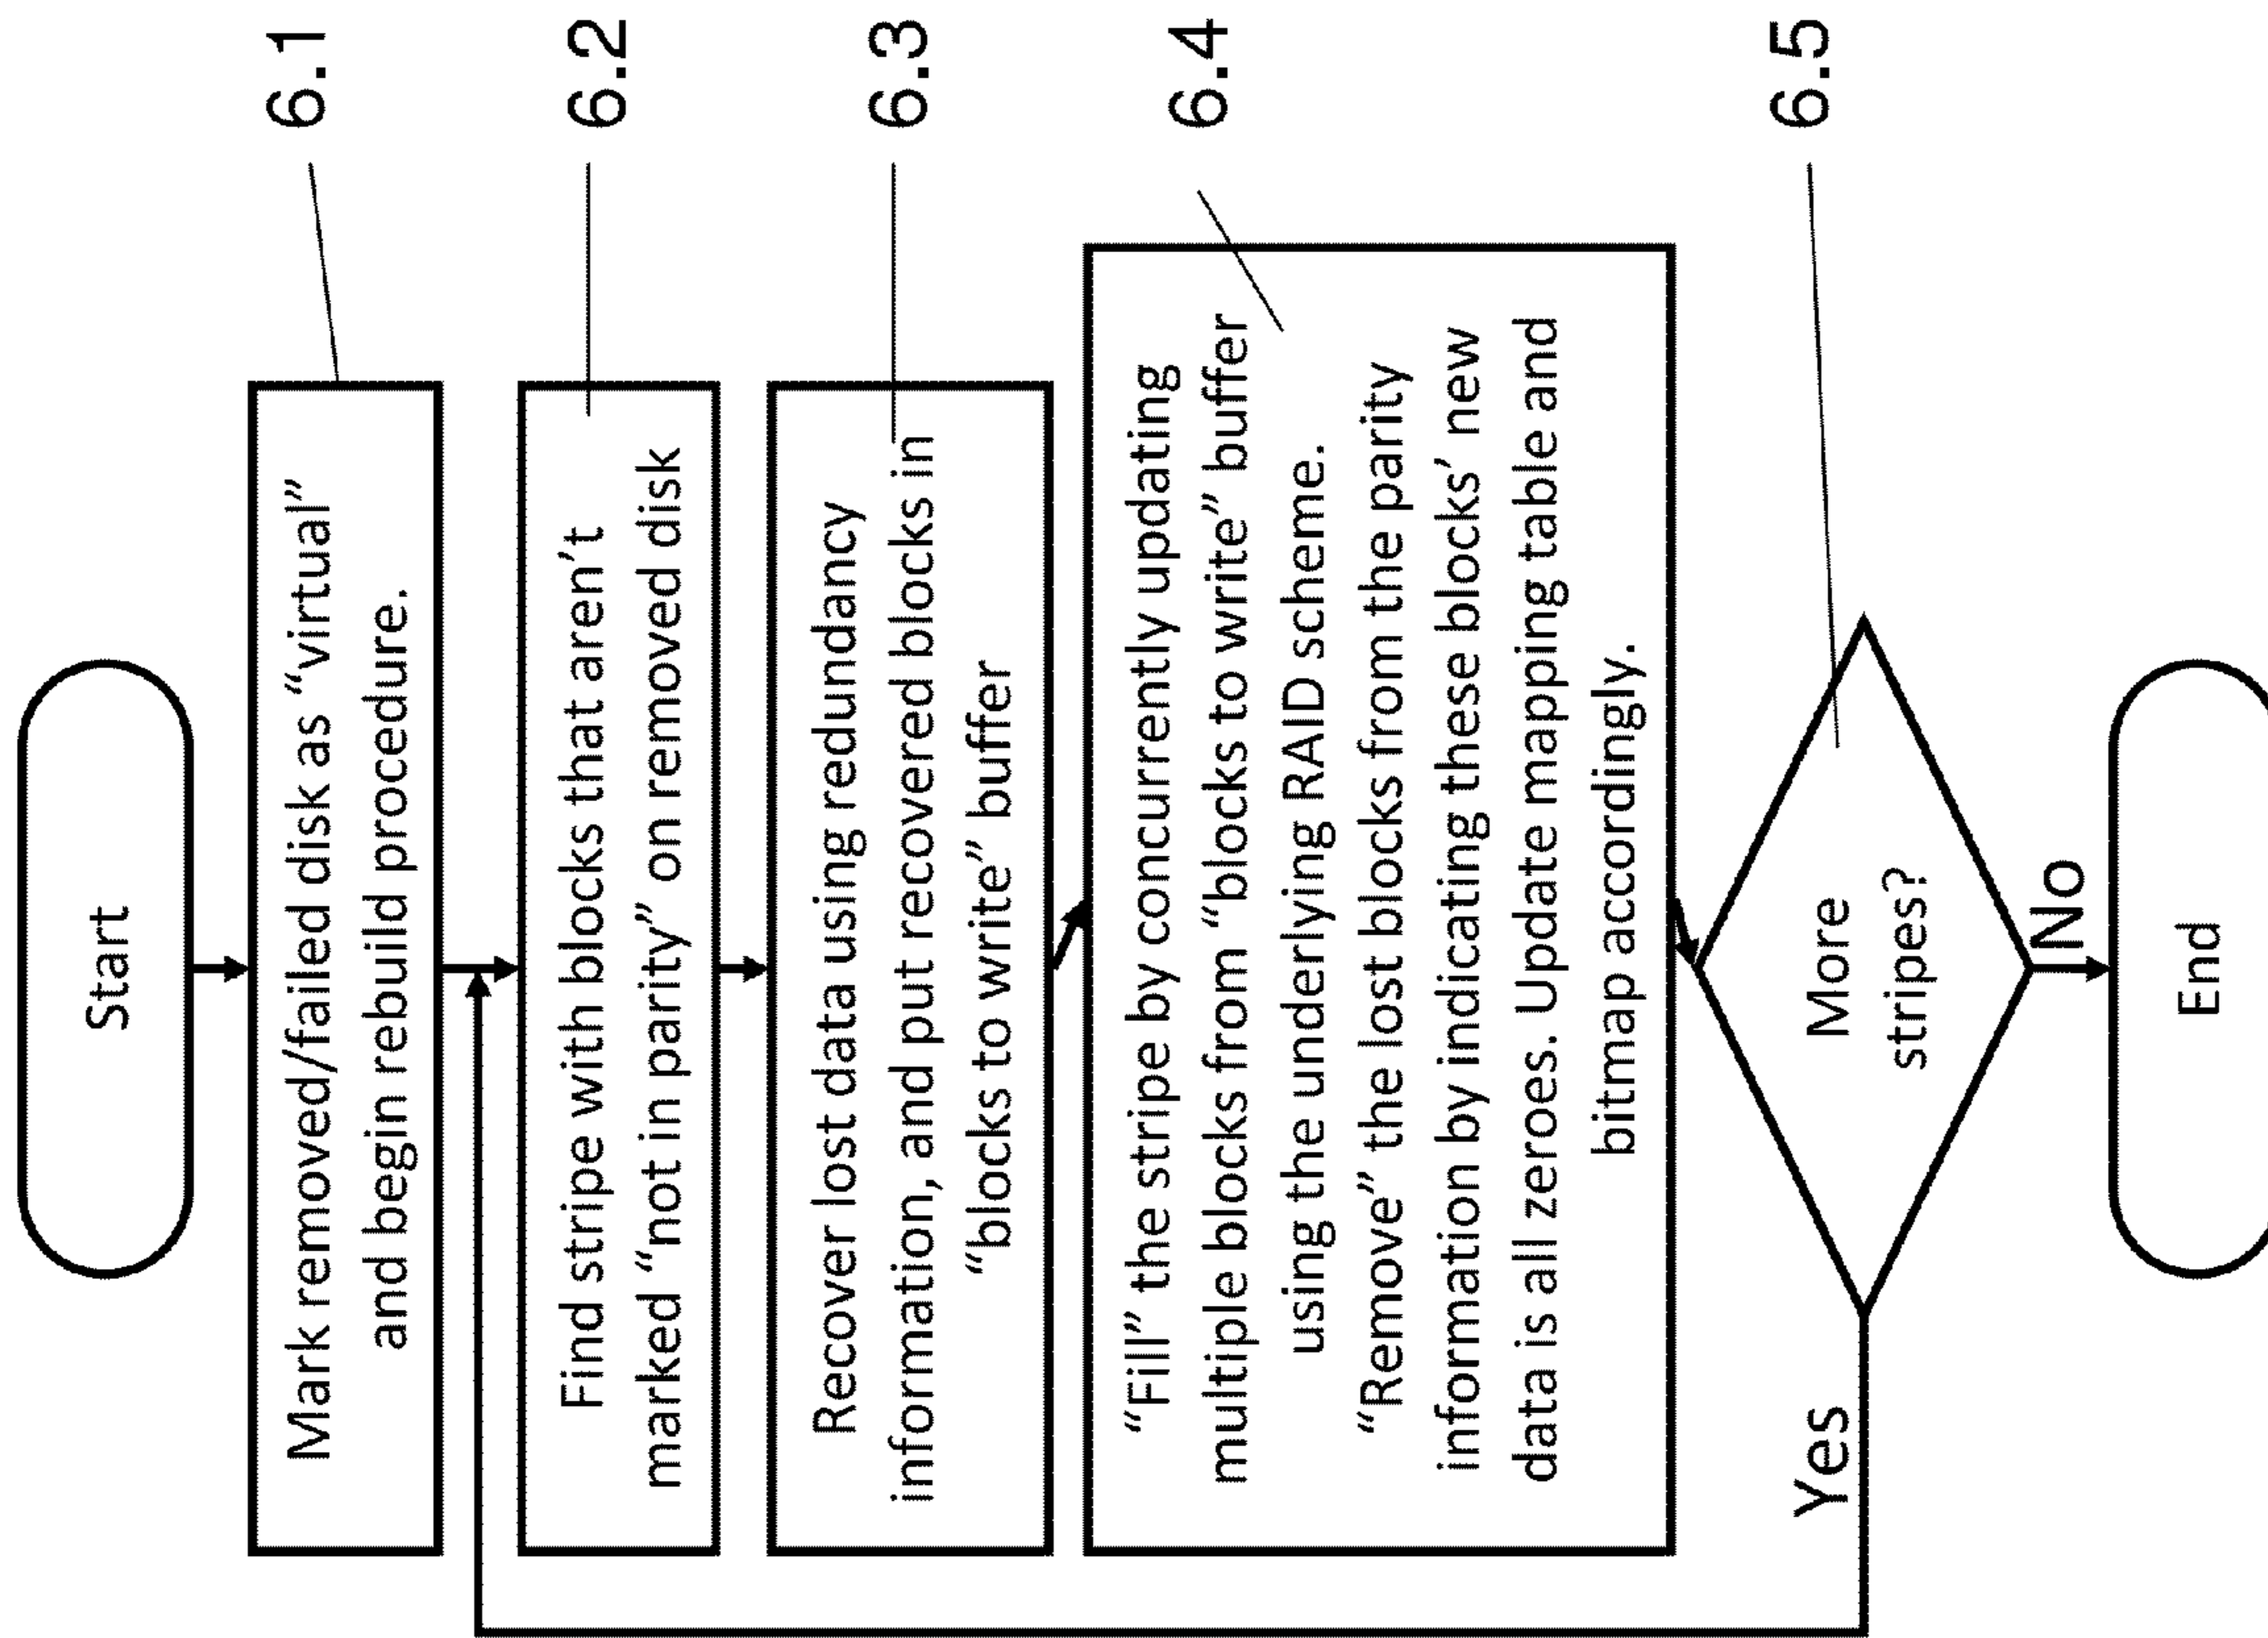 Start
Mark removed/failed disk as “virtual”
and begin rebuild procedure.
6.1
Find stripe with blocks that aren’t
marked “not in parity” on removed disk
6.2
Recover lost data using redundancy
information, and put recovered blocks in
“blocks to write” buffer
6.3
“Fill” the stripe by concurrently updating
multiple blocks from “blocks to write” buffer
using the underlying RAID scheme.
“Remove” the lost blocks from the parity
information by indicating these blocks’ new
data is all zeroes. Update mapping table and
bitmap accordingly.
6.4
More
stripes?
6.5
Yes
No
End